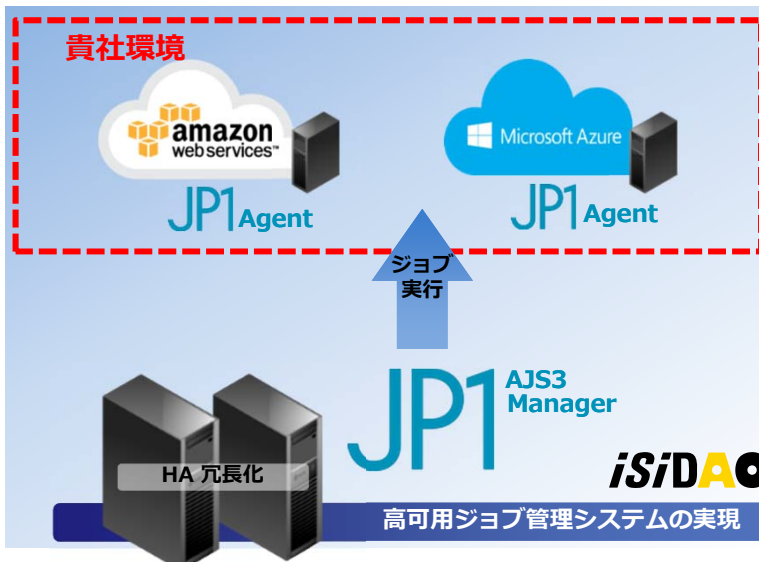 貴社環境
amazon
web services™
Microsoft Azure
JP1 Agent
JP1 Agent
ジョブ
実行
JP1
AJS3
Manager
HA 冗長化
iSiDAO
高可用ジョブ管理システムの実現